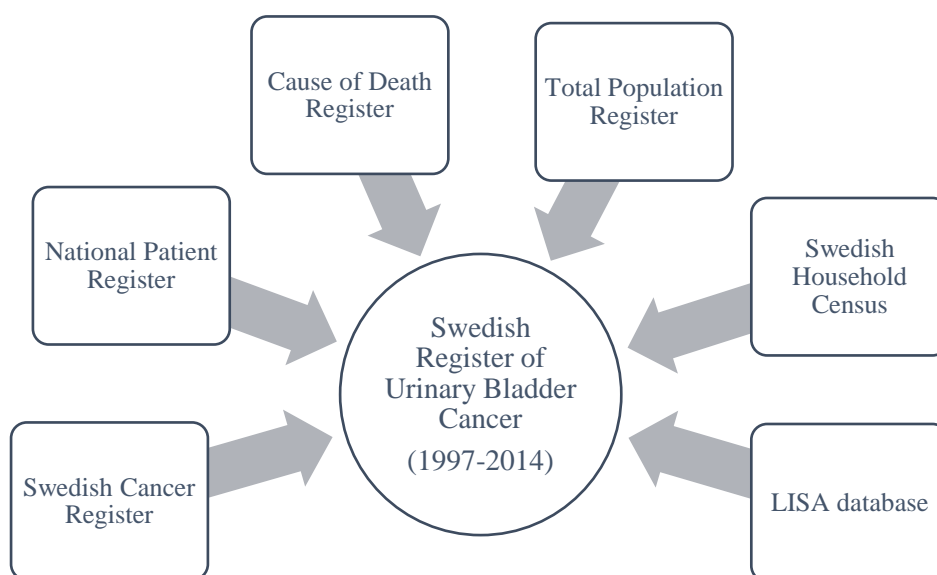 Cause of Death
Register
Total Population
Register
National Patient
Register
Swedish
Household
Census
Swedish
Register of
Urinary Bladder
Cancer
(1997-2014)
Swedish Cancer
Register
LISA database